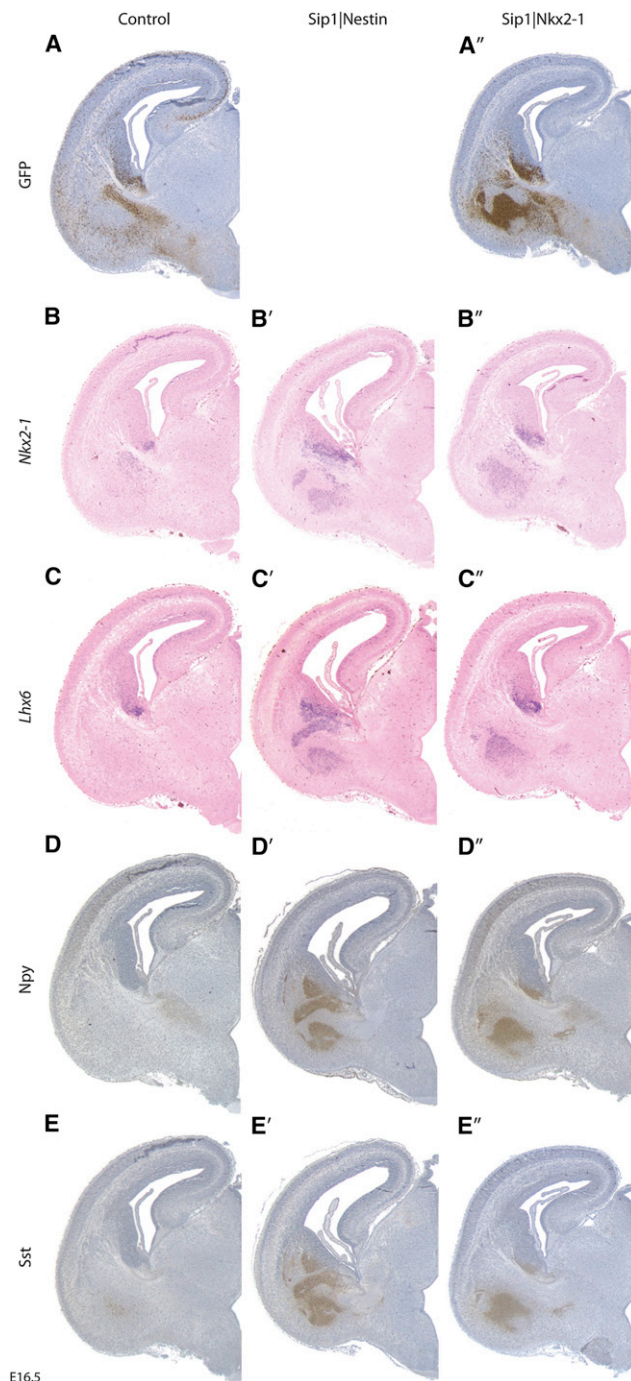 Control Sip1|Nestin Sip1|Nkx2-1
A A″
GFP
B B′ B″
Nkx2-1
C C′ C″
Lhx6
D D′ D″
Npy
E E′ E″
Sst
E16.5